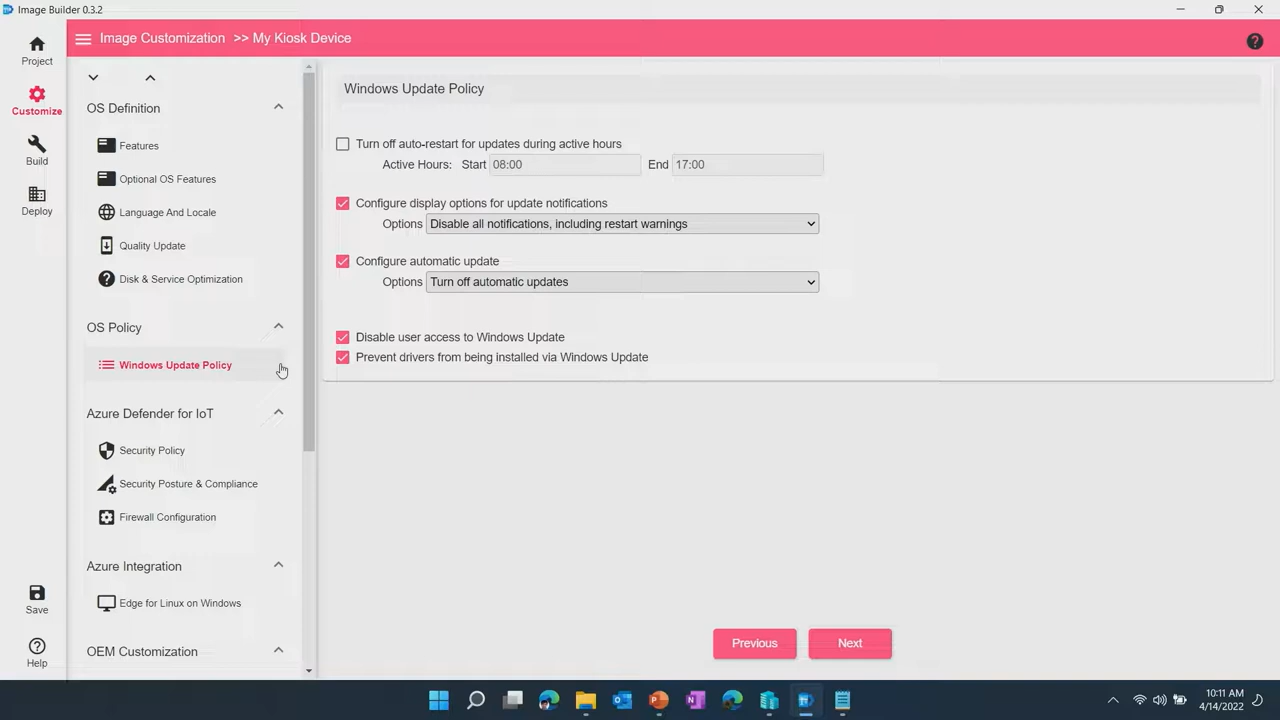 Image Builder 0.3.2
Image Customization >> My Kiosk Device
Project
Customize
Build
Deploy
Save
Help
OS Definition
Features
Optional OS Features
Language And Locale
Quality Update
Disk & Service Optimization
OS Policy
Windows Update Policy
Azure Defender for IoT
Security Policy
Security Posture & Compliance
Firewall Configuration
Azure Integration
Edge for Linux on Windows
OEM Customization
Windows Update Policy
Turn off auto-restart for updates during active hours
Active Hours: Start 08:00 End 17:00
Configure display options for update notifications
Options Disable all notifications, including restart warnings
Configure automatic update
Options Turn off automatic updates
Disable user access to Windows Update
Prevent drivers from being installed via Windows Update
Previous Next
10:11 AM
4/14/2022